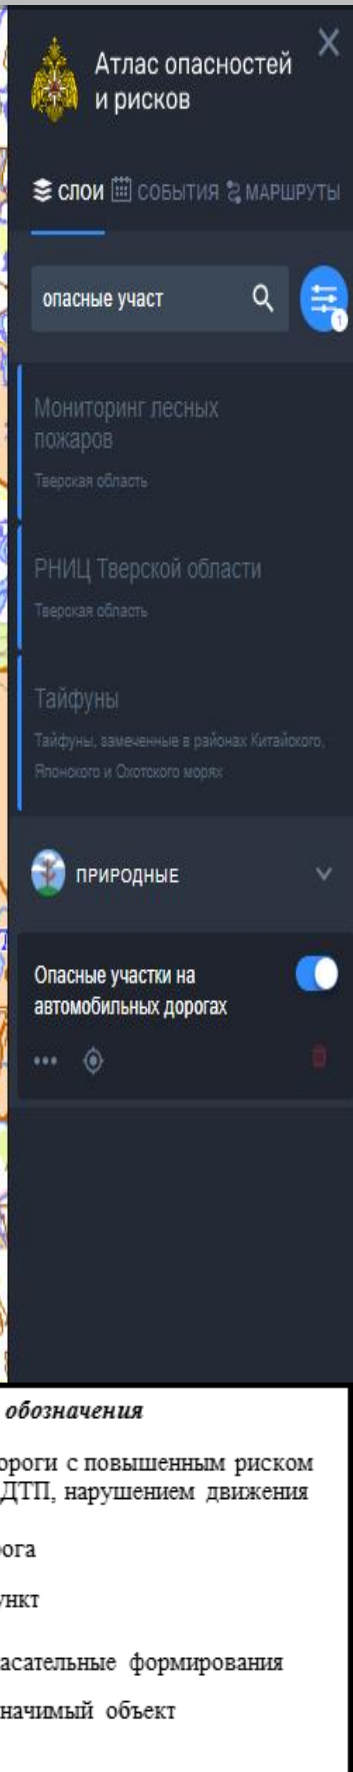 Атлас опасностей
и рисков
СЛОИ СОБЫТИЯ МАРШРУТЫ
опасные участ
1
Мониторинг лесных
пожаров
Тверская область
РНИЦ Тверской области
Тверская область
Тайфуны
Тайфуны, замеченные в районах Китайского,
Японского и Охотского морях
ПРИРОДНЫЕ
Опасные участки на
автомобильных дорогах
обозначения
ороги с повышенным риском
ДТП, нарушением движения
рога
ункт
асательные формирования
начимый объект